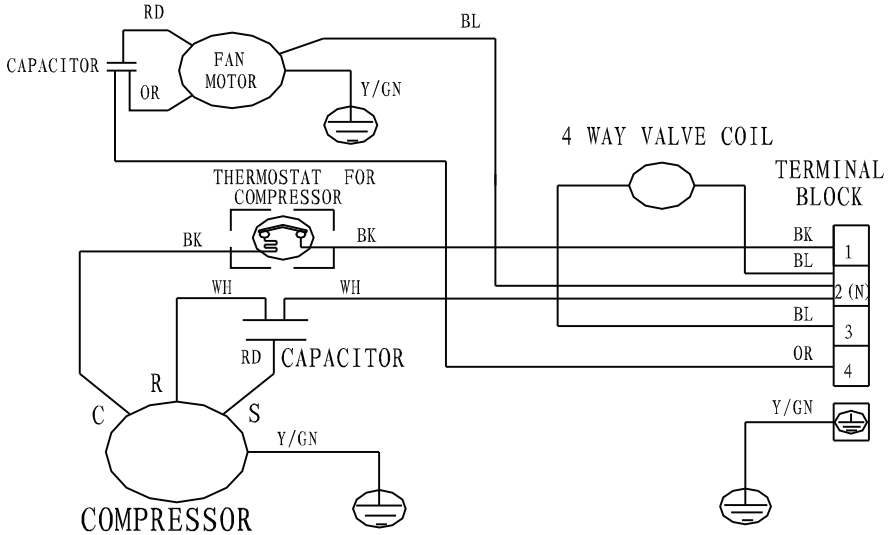 RD
BL
CAPACITOR
FAN
MOTOR
OR
Y/GN
4 WAY VALVE COIL
TERMINAL
BLOCK
THERMOSTAT FOR
COMPRESSOR
BK
BK
BK
1
BL
WH
WH
2(N)
BL
3
RD
CAPACITOR
OR
4
R
C
S
Y/GN
Y/GN
COMPRESSOR